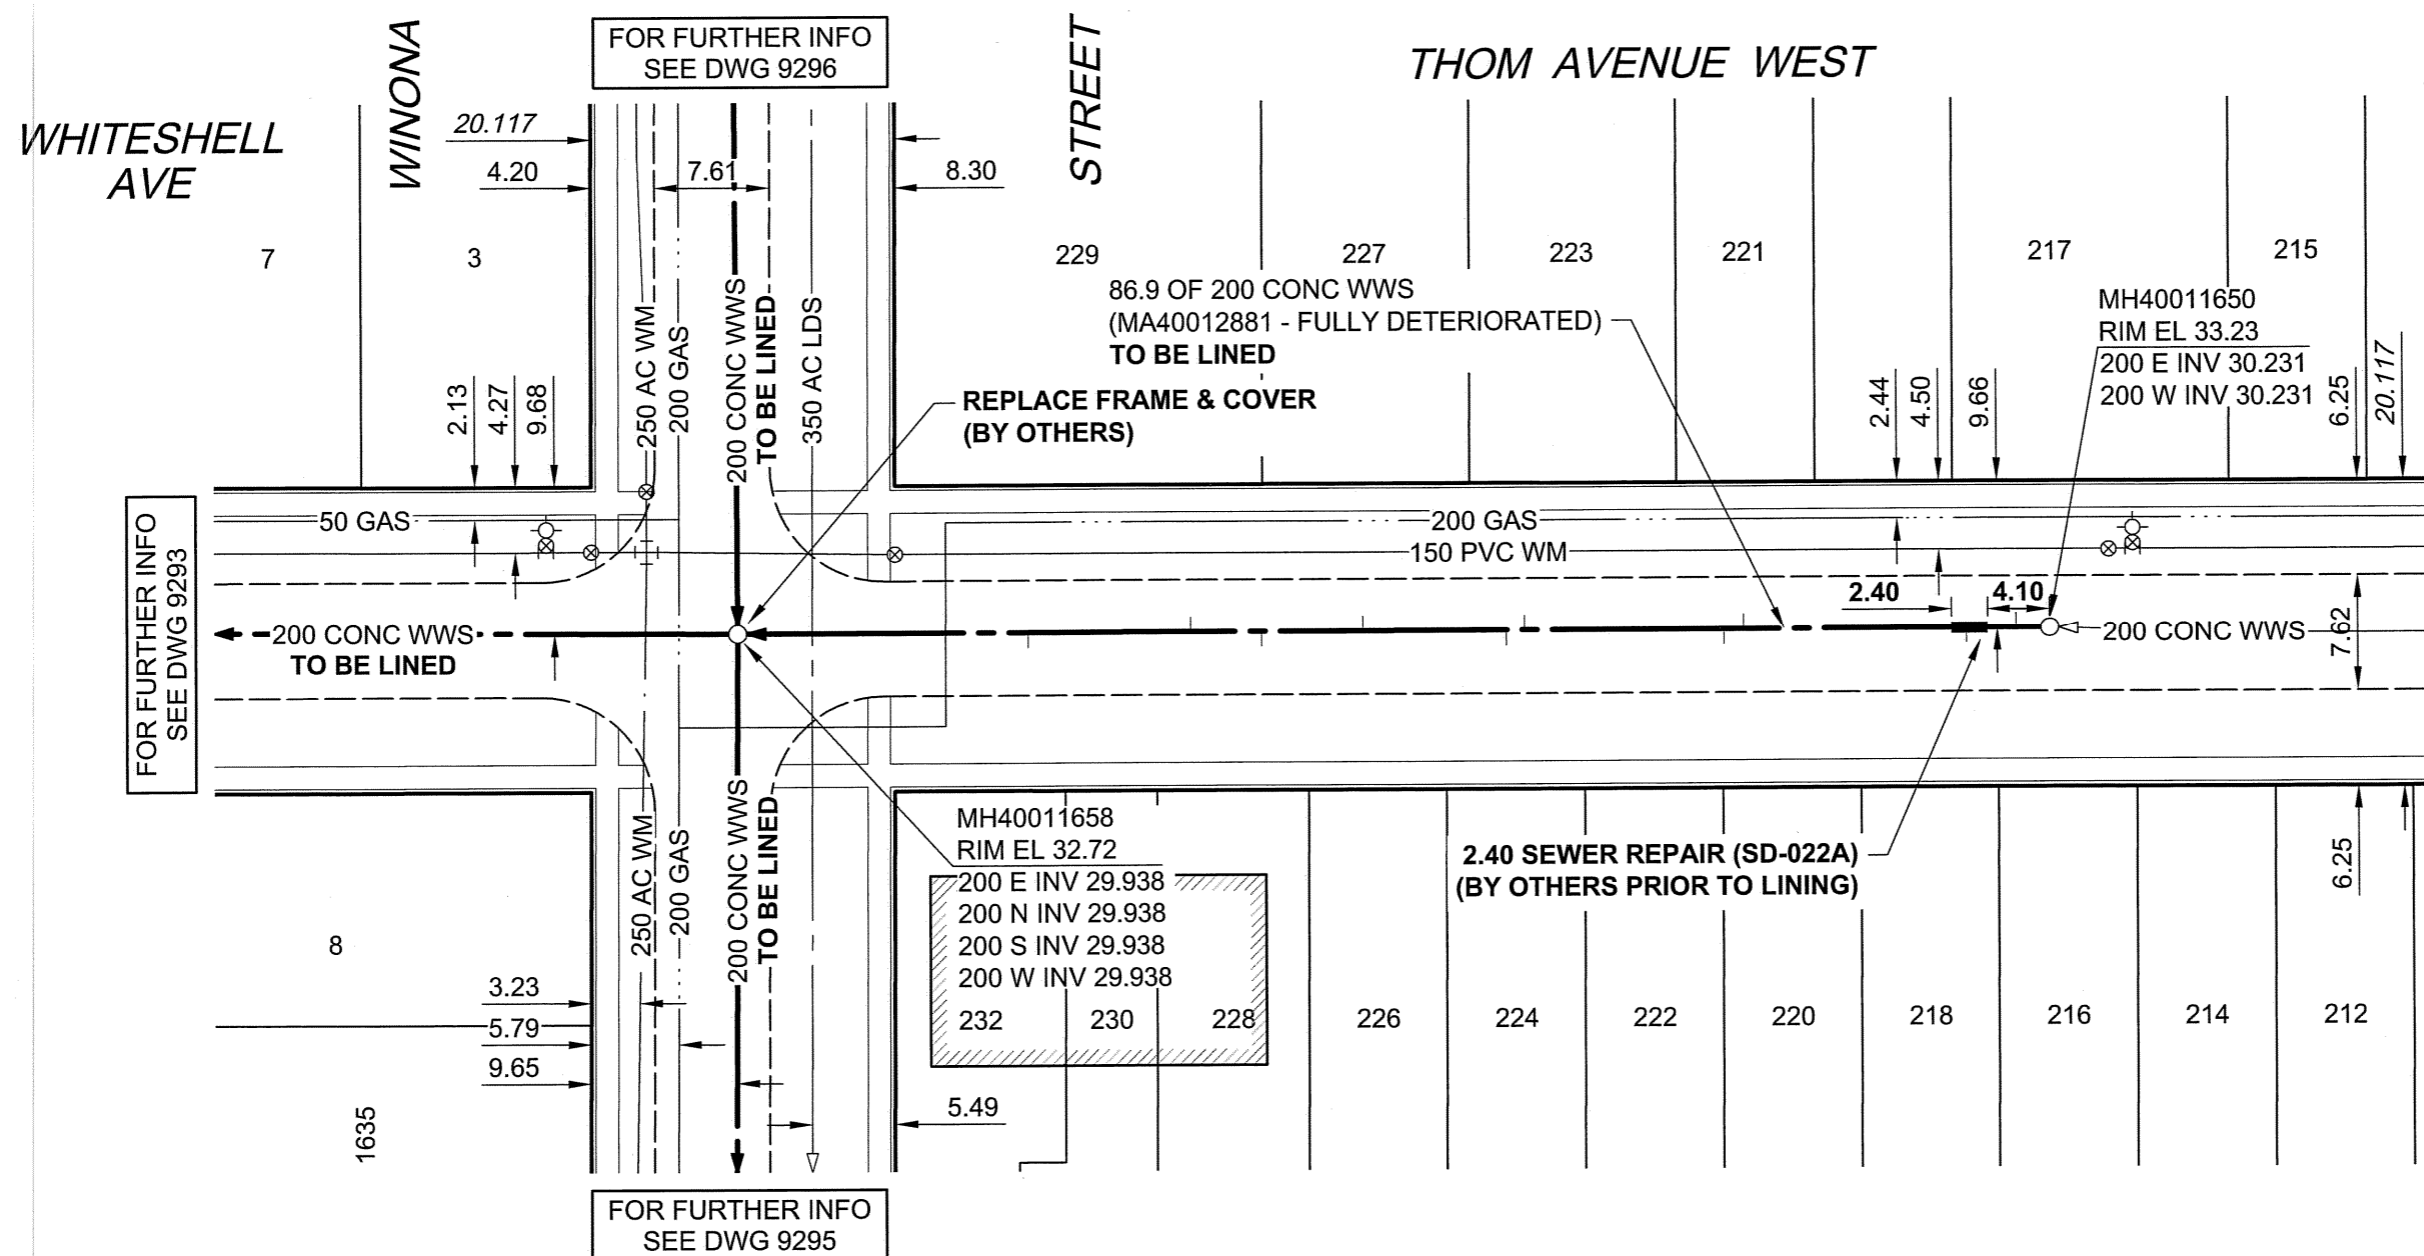 FOR FURTHER INFO
SEE DWG 9296
WHITESHELL
AVE
WINONA
STREET
THOM AVENUE WEST
20.117
4.20
7.61
8.30
7
3
229
227
223
221
217
215
86.9 OF 200 CONC WWS
(MA40012881 - FULLY DETERIORATED)
TO BE LINED
MH40011650
RIM EL 33.23
200 E INV 30.231
200 W INV 30.231
REPLACE FRAME & COVER
(BY OTHERS)
250 AC WM
200 GAS
200 CONC WWS
TO BE LINED
350 AC LDS
2.13
4.27
9.68
2.44
4.50
9.66
6.25
20.117
FOR FURTHER INFO
SEE DWG 9293
50 GAS
200 GAS
150 PVC WM
2.40
4.10
200 CONC WWS
TO BE LINED
200 CONC WWS
7.62
250 AC WM
200 GAS
200 CONC WWS
TO BE LINED
MH40011658
RIM EL 32.72
200 E INV 29.938
200 N INV 29.938
200 S INV 29.938
200 W INV 29.938
2.40 SEWER REPAIR (SD-022A)
(BY OTHERS PRIOR TO LINING)
6.25
8
3.23
5.79
9.65
5.49
1635
232
230
228
226
224
222
220
218
216
214
212
FOR FURTHER INFO
SEE DWG 9295